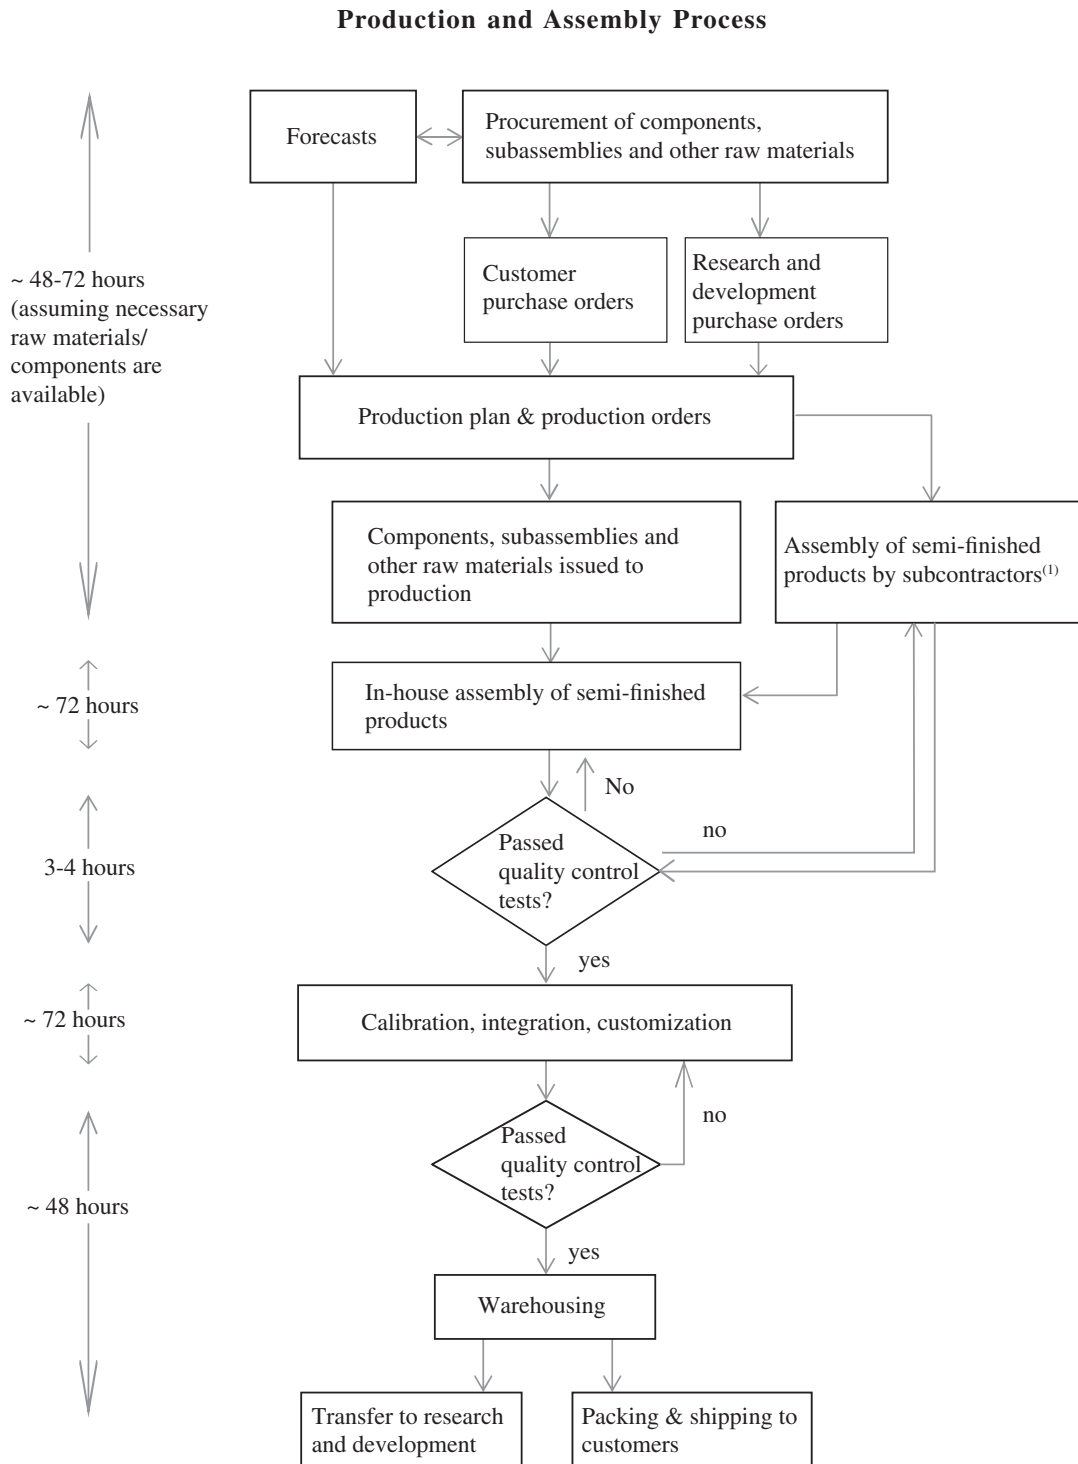 Production and Assembly Process
Forecasts
Procurement of components,
subassemblies and other raw materials
~ 48-72 hours
(assuming necessary
raw materials/
components are
available)
Customer
purchase orders
Research and
development
purchase orders
Production plan & production orders
Components, subassemblies and
other raw materials issued to
production
Assembly of semi-finished
products by subcontractors(1)
~ 72 hours
In-house assembly of semi-finished
products
No
3-4 hours
Passed
quality control
tests?
no
yes
~ 72 hours
Calibration, integration, customization
no
~ 48 hours
Passed
quality control
tests?
yes
Warehousing
Transfer to research
and development
Packing & shipping to
customers